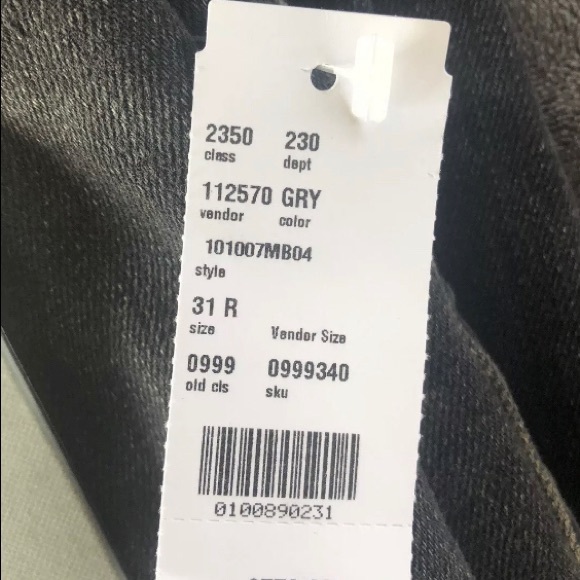 2350 230
class dept
112570 GRY
vendor color
101007MB04
style
31 R
size Vendor Size
0999 0999340
old cls sku
0100890231